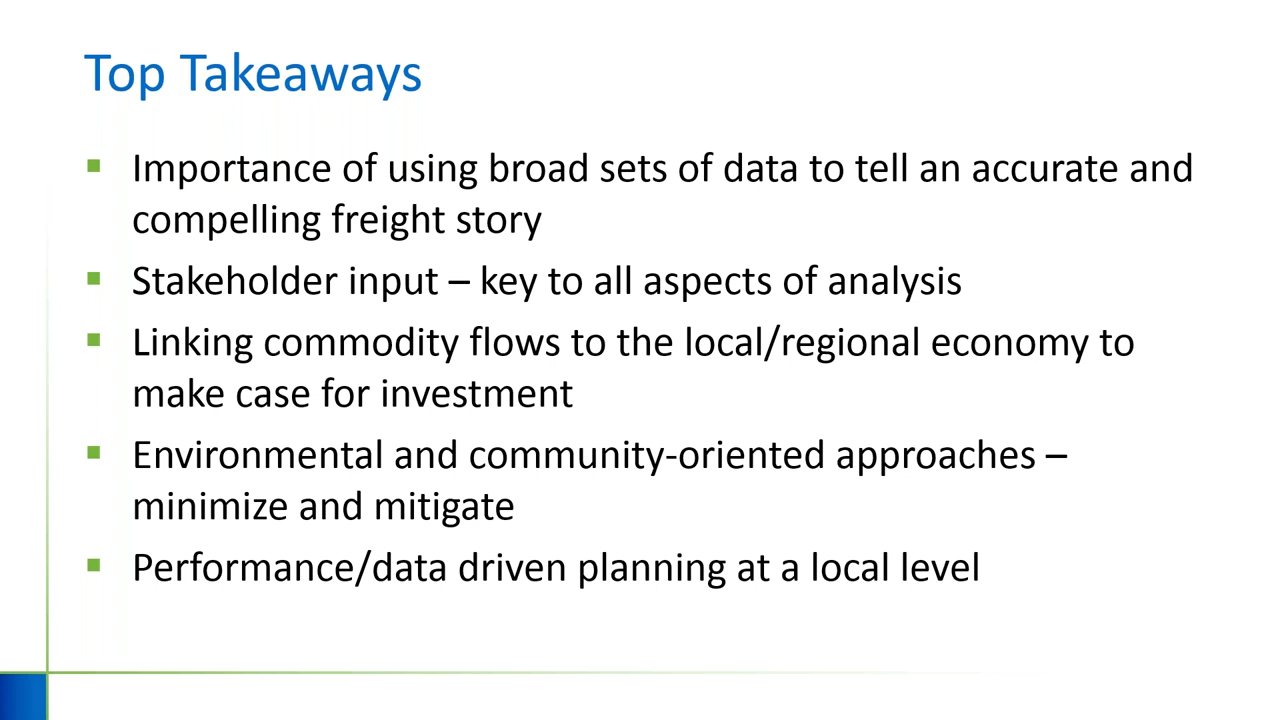 Top Takeaways
Importance of using broad sets of data to tell an accurate and
compelling freight story
Stakeholder input – key to all aspects of analysis
Linking commodity flows to the local/regional economy to
make case for investment
Environmental and community-oriented approaches –
minimize and mitigate
Performance/data driven planning at a local level